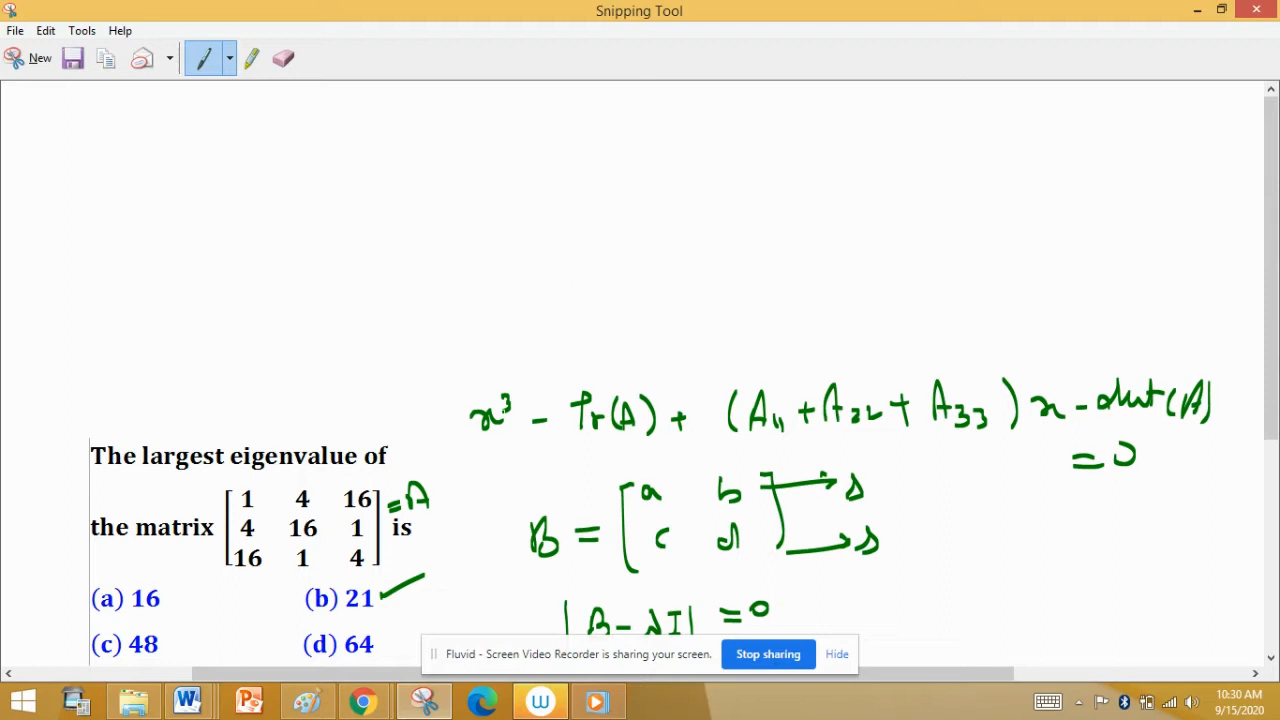 Snipping Tool
File Edit Tools Help
New
x³ - Tr(A) + (A₁₁ + A₂₂ + A₃₃) x - det(A)
= 0
The largest eigenvalue of
the matrix [1 4 16
4 16 1
16 1 4] = A is
(a) 16 (b) 21 ✓
(c) 48 (d) 64
B = [a b → s
c d] → s
|B - λI| = 0
Fluvid - Screen Video Recorder is sharing your screen. Stop sharing Hide
10:30 AM
9/15/2020